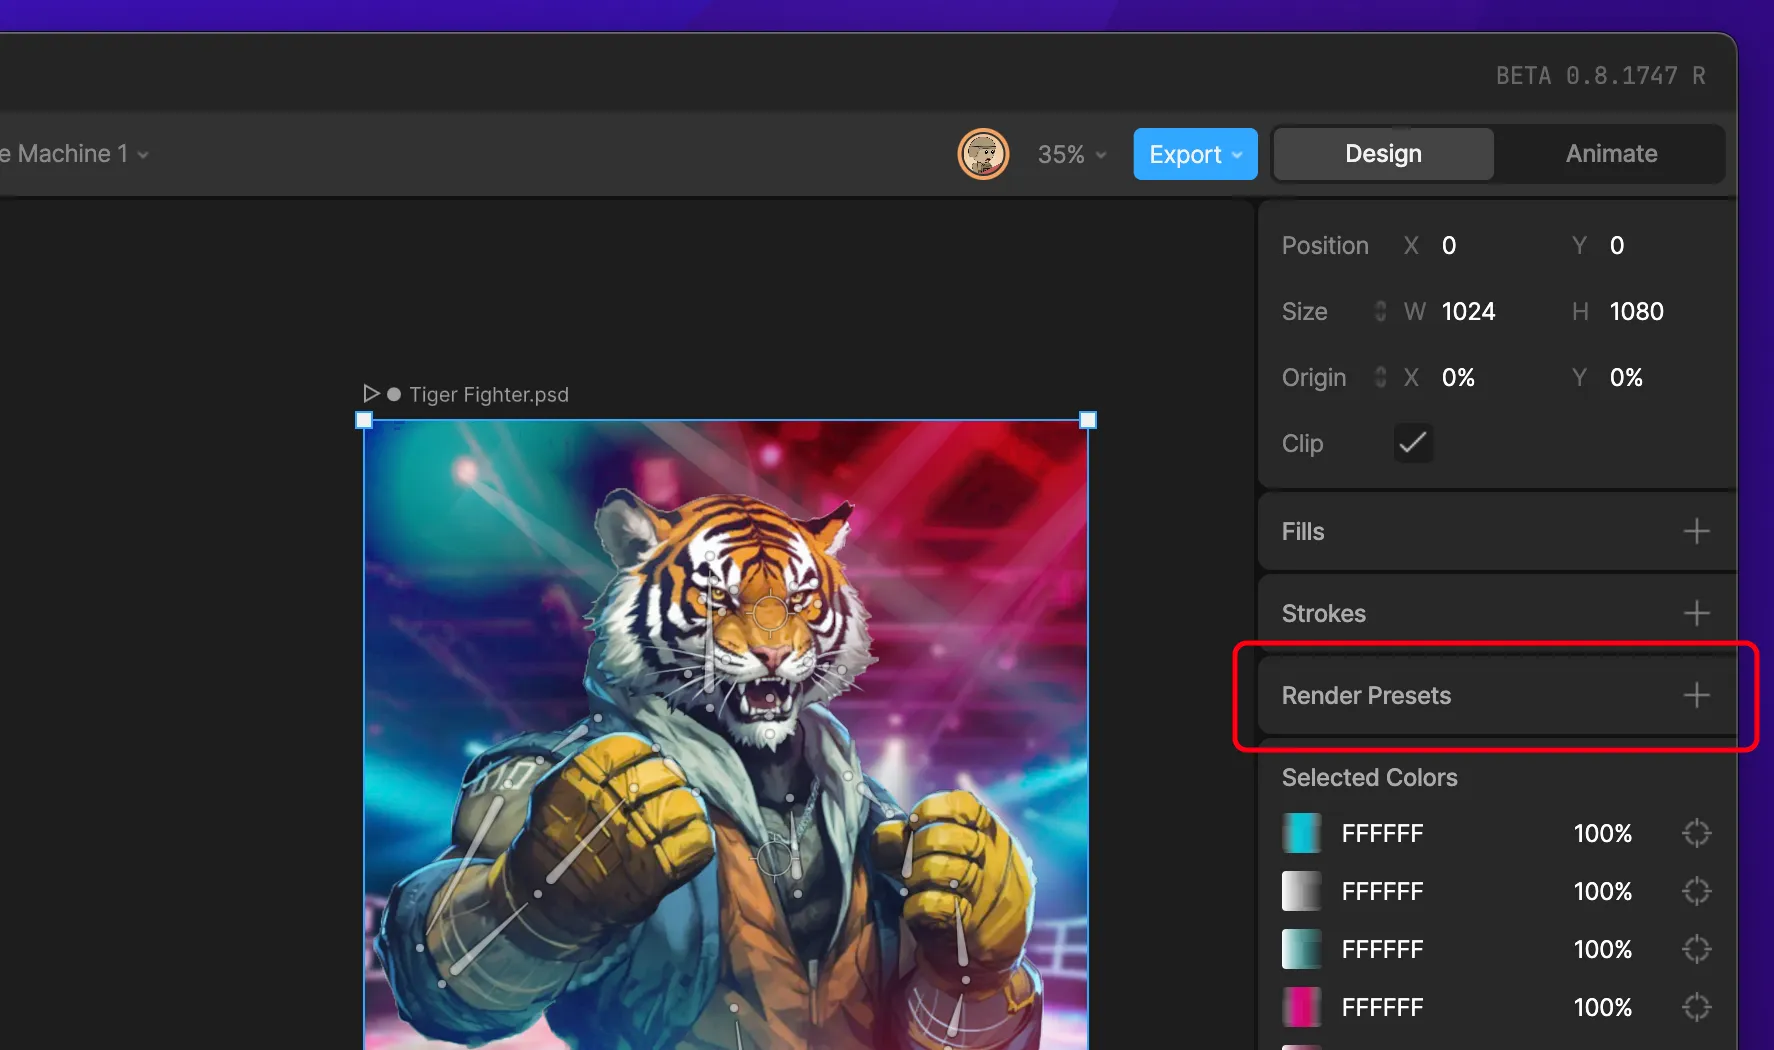 BETA 0.8.1747 R
e Machine 1
35%
Export
Design
Animate
Position X 0 Y 0
Size W 1024 H 1080
Origin X 0% Y 0%
Clip
Tiger Fighter.psd
Fills
Strokes
Render Presets
Selected Colors
FFFFFF 100%
FFFFFF 100%
FFFFFF 100%
FFFFFF 100%